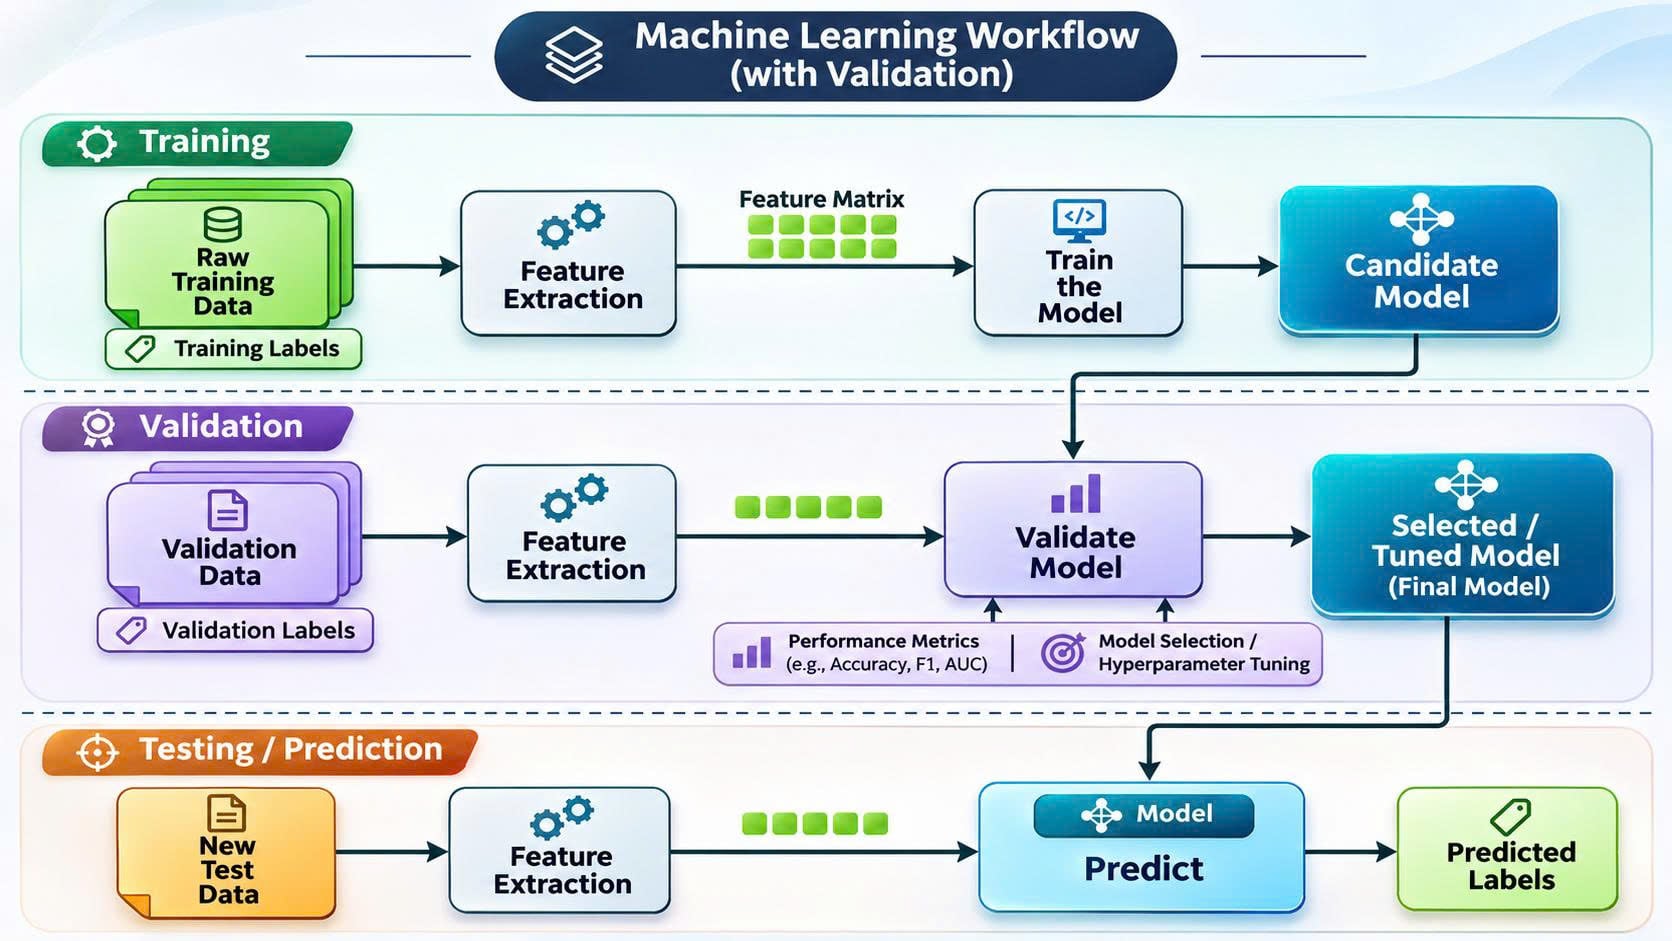 Machine Learning Workflow
(with Validation)
Training
Raw
Training
Data
Training Labels
Feature
Extraction
Feature Matrix
</>
Train
the
Model
Candidate
Model
Validation
Validation
Data
Validation Labels
Feature
Extraction
Validate
Model
Performance Metrics
(e.g., Accuracy, F1, AUC)
Model Selection /
Hyperparameter Tuning
Selected /
Tuned Model
(Final Model)
Testing / Prediction
New
Test
Data
Feature
Extraction
Model
Predict
Predicted
Labels